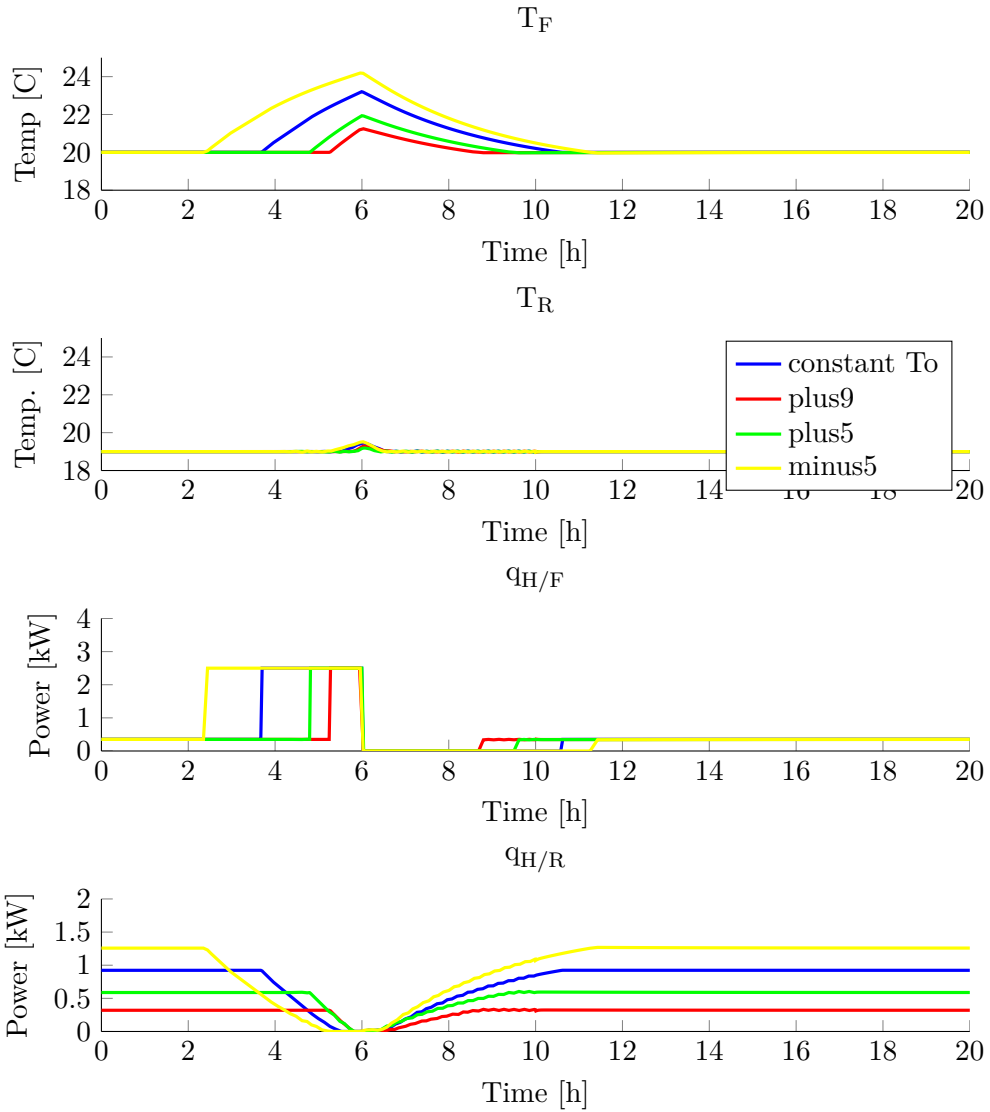 T_F
Temp [C]
24
22
20
18
0 2 4 6 8 10 12 14 16 18 20
Time [h]
T_R
Temp. [C]
24
22
20
18
constant To
plus9
plus5
minus5
0 2 4 6 8 10 12 14 16 18 20
Time [h]
q_H/F
Power [kW]
4
3
2
1
0
0 2 4 6 8 10 12 14 16 18 20
Time [h]
q_H/R
Power [kW]
2
1.5
1
0.5
0
0 2 4 6 8 10 12 14 16 18 20
Time [h]